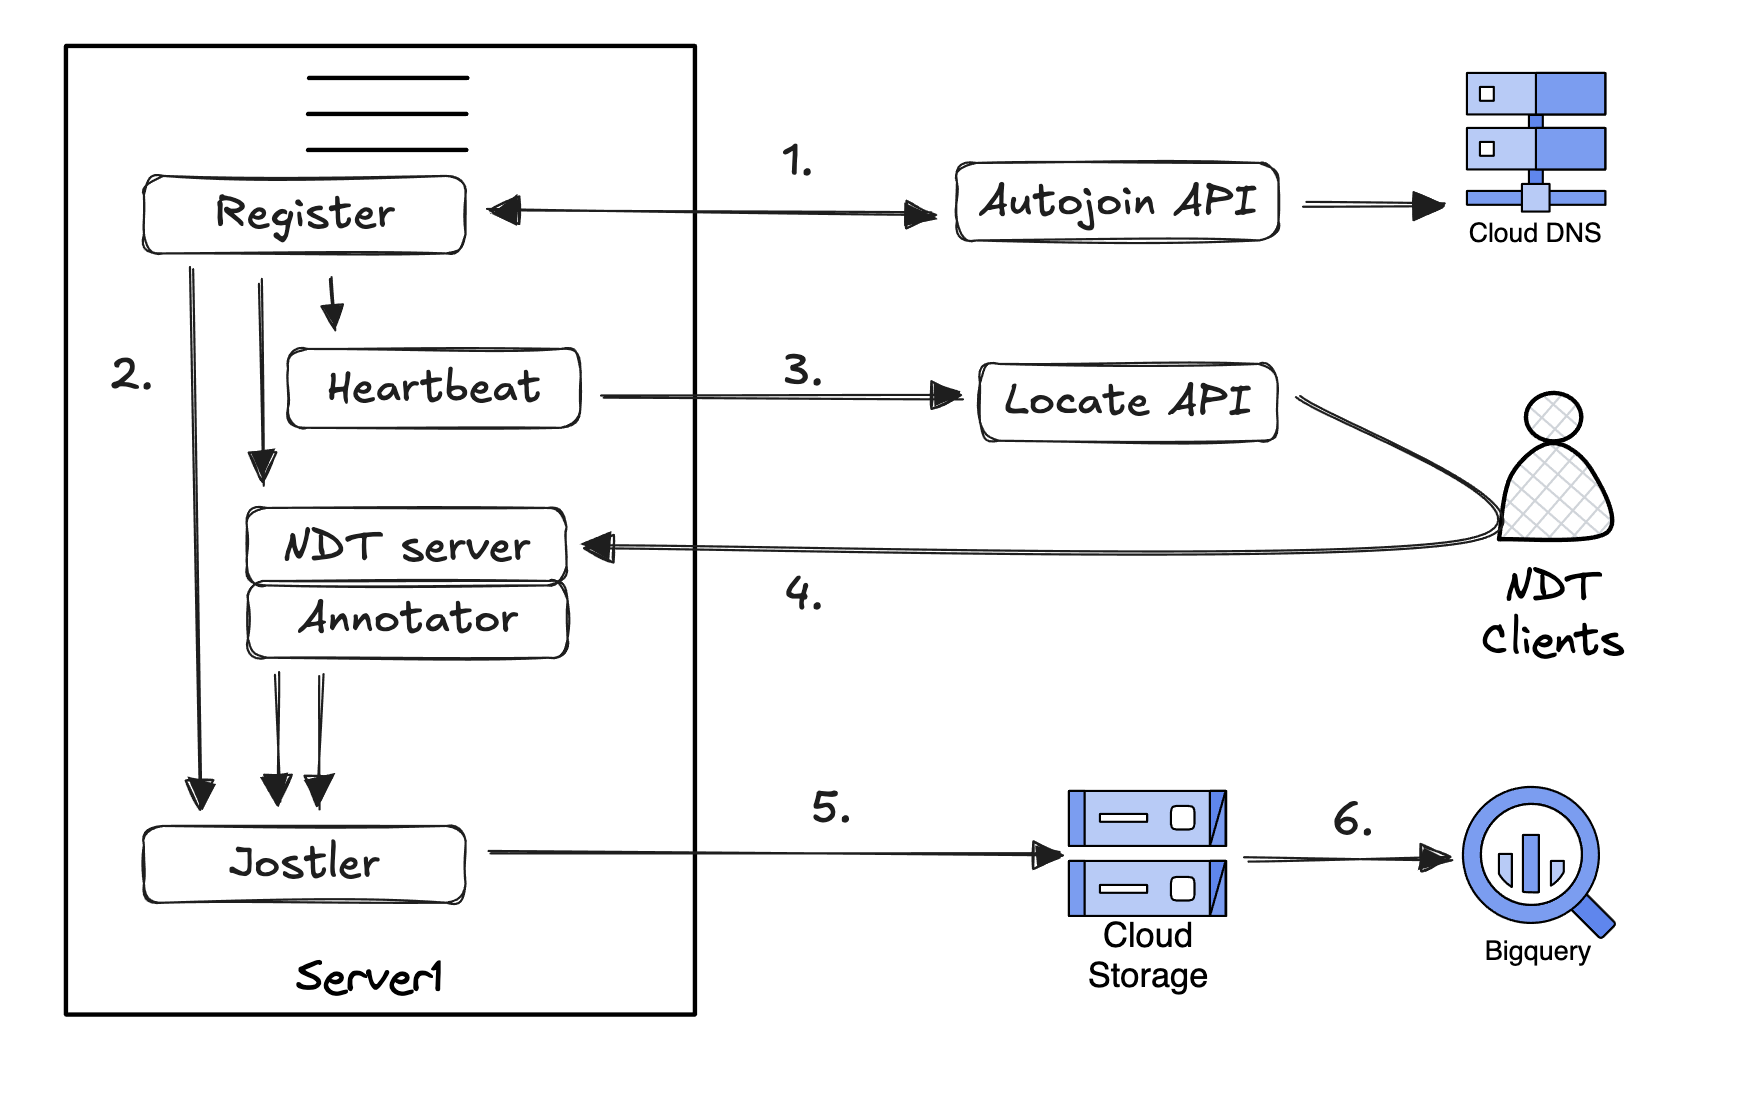 1.
Register
Autojoin API
Cloud DNS
2.
Heartbeat
3.
Locate API
NDT server
Annotator
4.
NDT
Clients
Jostler
5.
Cloud
Storage
6.
Bigquery
Server1